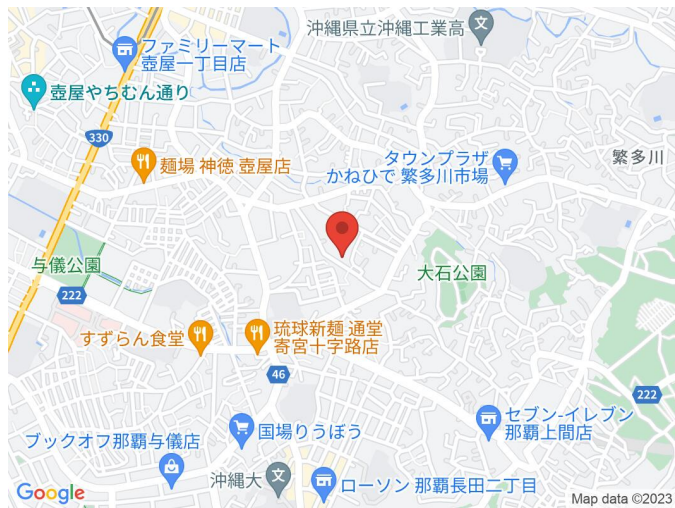 沖縄県立沖縄工業高
ファミリーマート
壺屋一丁目店
壺屋やちむん通り
330
麺場 神徳 壺屋店
タウンプラザ
かねひで 繁多川市場
繁多川
与儀公園
大石公園
222
すずらん食堂
琉球新麺 通堂
寄宮十字路店
46
222
セブン-イレブン
那覇上間店
ブックオフ那覇与儀店
国場りうぼう
沖縄大
ローソン 那覇長田二丁目
Google
Map data ©2023